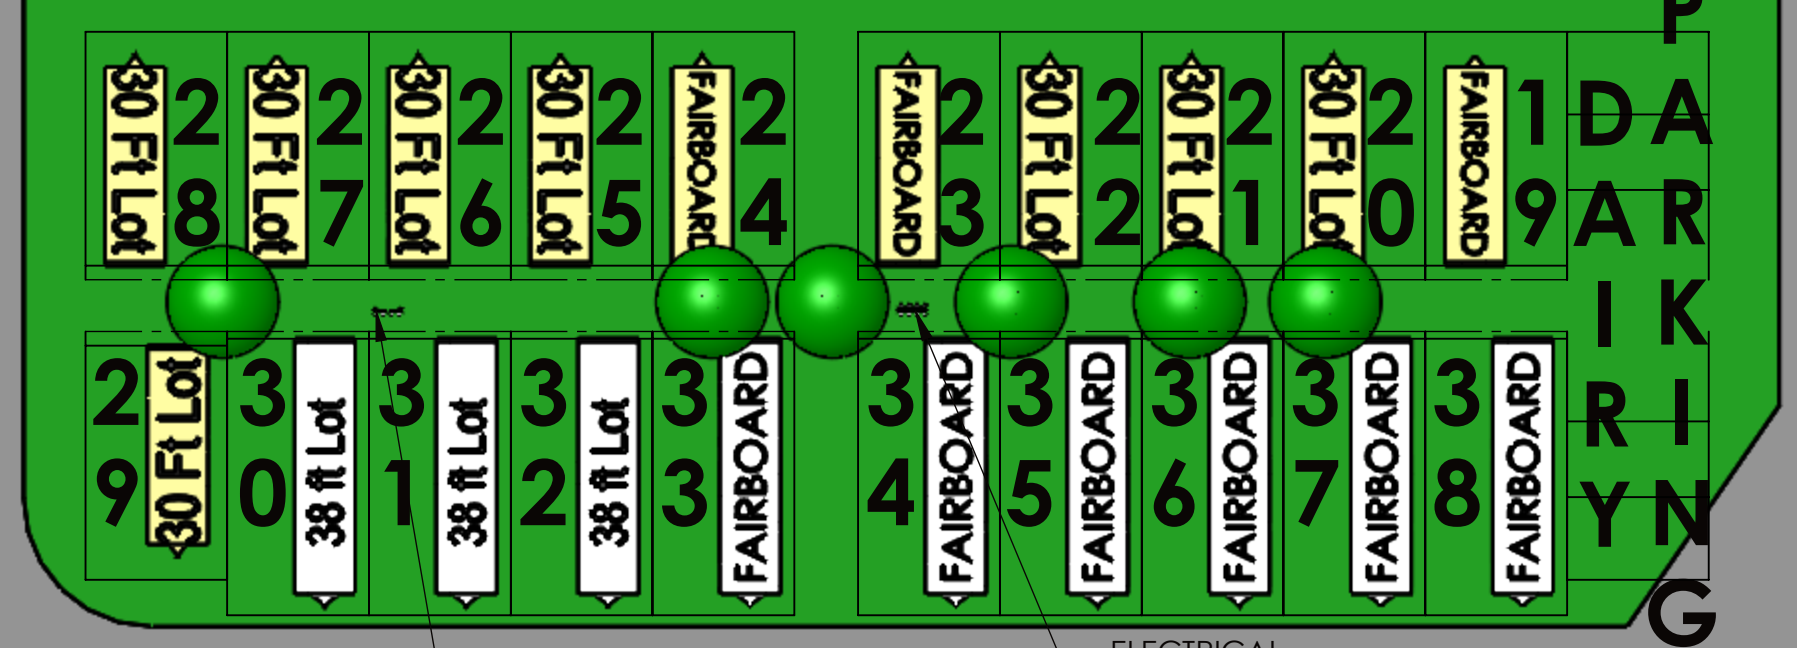 30 Ft Lot 28
30 Ft Lot 27
30 Ft Lot 26
30 Ft Lot 25
FAIRBOARD 24
FAIRBOARD 23
30 Ft Lot 22
30 Ft Lot 21
30 Ft Lot 20
FAIRBOARD 19
29 30 Ft Lot
30 38 ft Lot
31 38 ft Lot
32 38 ft Lot
33 FAIRBOARD
34 FAIRBOARD
35 FAIRBOARD
36 FAIRBOARD
37 FAIRBOARD
38 FAIRBOARD
DAIRY
PARKING
ELECTRICAL